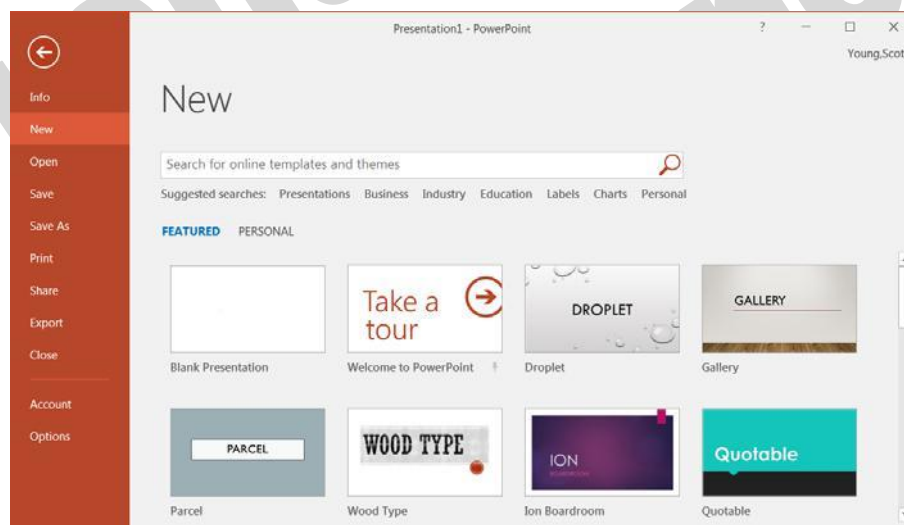 Presentation1 - PowerPoint
?
Young,Scot
Info
New
Open
Save
Save As
Print
Share
Export
Close
Account
Options
New
Search for online templates and themes
Suggested searches: Presentations Business Industry Education Labels Charts Personal
FEATURED PERSONAL
Take a
tour
DROPLET
GALLERY
Blank Presentation Welcome to PowerPoint Droplet Gallery
PARCEL
WOOD TYPE
ION
Quotable
Parcel Wood Type Ion Boardroom Quotable